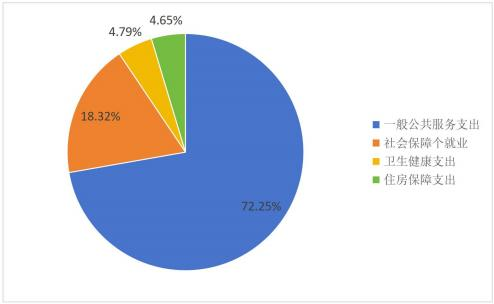 4.65%
4.79%
18.32%
72.25%
一般公共服务支出
社会保障个就业
卫生健康支出
住房保障支出